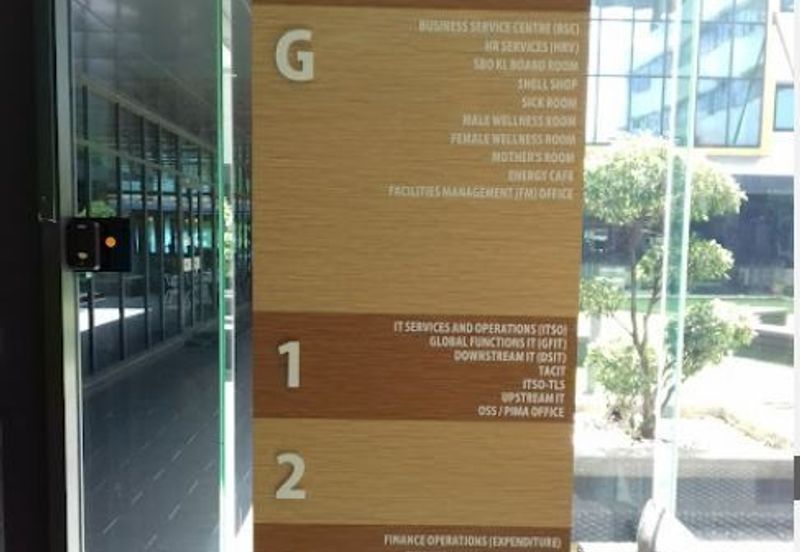 G
BUSINESS SERVICE CENTRE (BSC)
HR SERVICES (HRV)
SBO KL BOARD ROOM
SHELL SHOP
SICK ROOM
MALE WELLNESS ROOM
FEMALE WELLNESS ROOM
MOTHER'S ROOM
ENERGY CAFE
FACILITIES MANAGEMENT (FM) OFFICE
1
IT SERVICES AND OPERATIONS (ITSO)
GLOBAL FUNCTIONS IT (GFIT)
DOWNSTREAM IT (DSIT)
TACIT
ITSO-TLS
UPSTREAM IT
OSS / PIMA OFFICE
2
FINANCE OPERATIONS (EXPENDITURE)